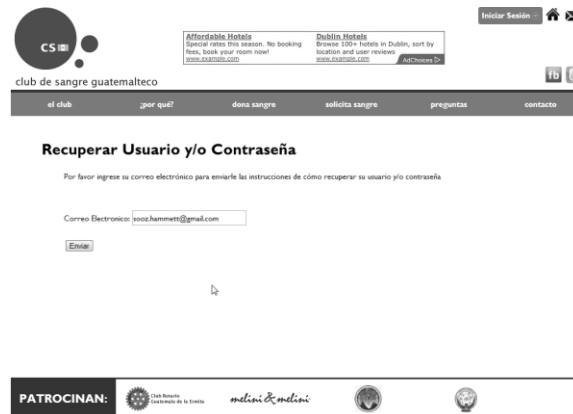 Iniciar Sesión
CS
club de sangre guatemalteco
Affordable Hotels
Special rates this season. No booking
fees, book your room now!
www.example.com
Dublin Hotels
Browse 100+ hotels in Dublin, sort by
location and user reviews
www.example.com
AdChoices
fb
el club ¿por qué? dona sangre solicita sangre preguntas contacto
Recuperar Usuario y/o Contraseña
Por favor ingrese su correo electrónico para enviarle las instrucciones de cómo recuperar su usuario y/o contraseña
Correo Electronico: sooz.hammett@gmail.com
Enviar
PATROCINAN:
Club Rotario
Guatemala de la Ermita
melini & melini